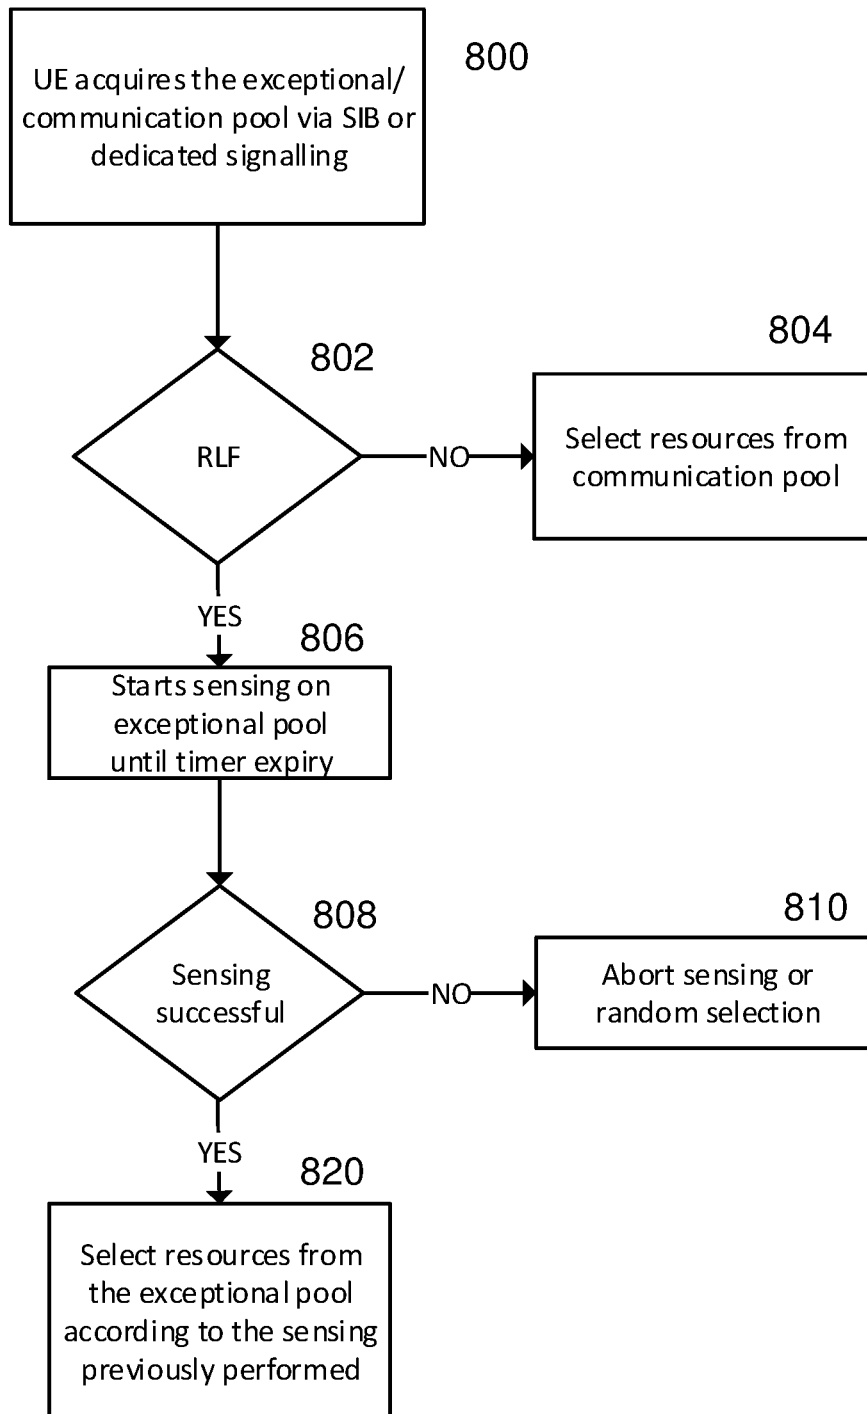 800
UE acquires the exceptional/
communication pool via SIB or
dedicated signalling
802
804
RLF
NO
Select resources from
communication pool
YES
806
Starts sensing on
exceptional pool
until timer expiry
808
810
Sensing
successful
NO
Abort sensing or
random selection
YES
820
Select resources from
the exceptional pool
according to the sensing
previously performed